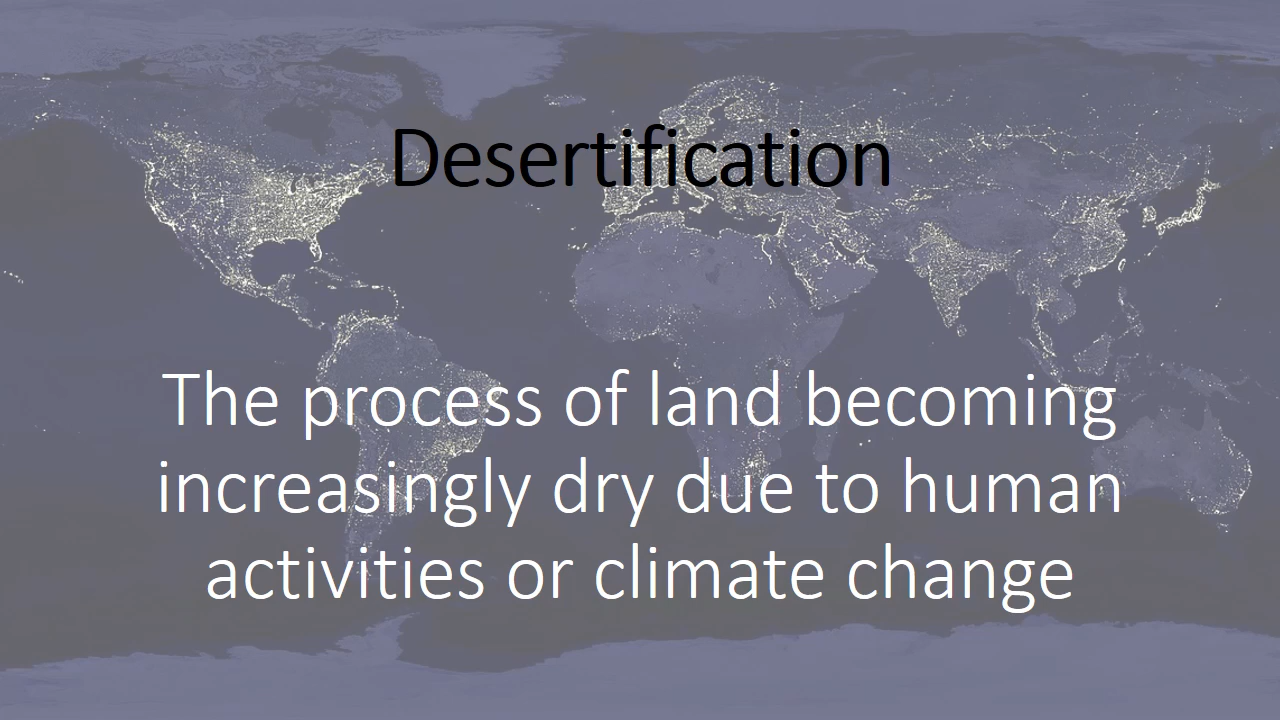 Desertification
The process of land becoming
increasingly dry due to human
activities or climate change